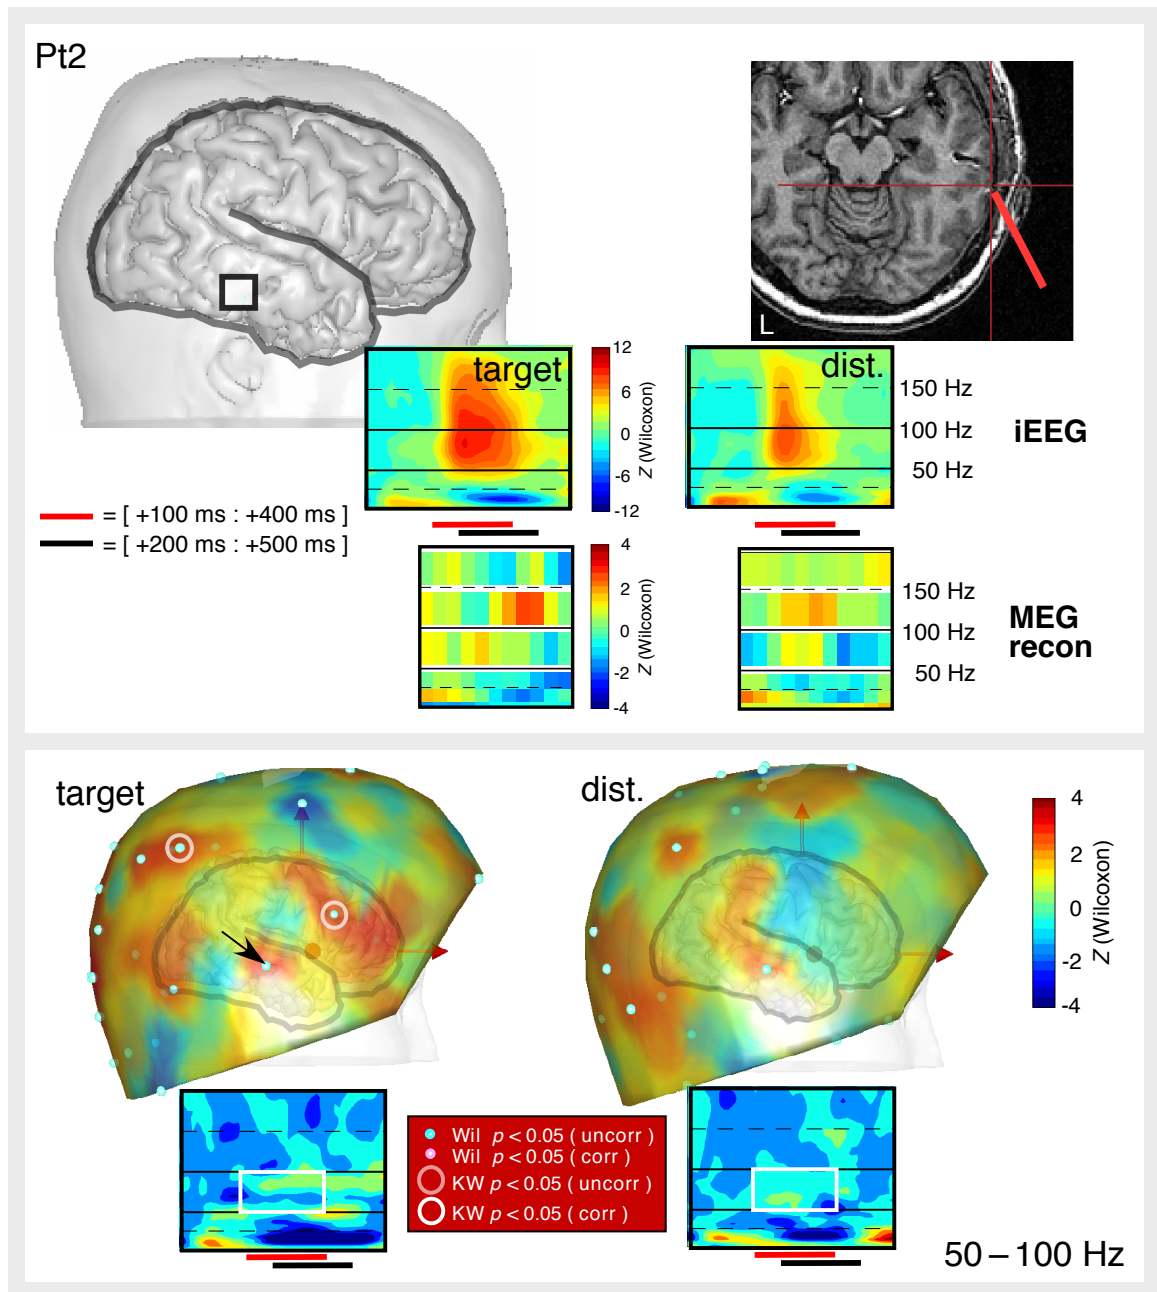 Pt2
L
target
dist.
12
6
0
-6
-12
Z (Wilcoxon)
150 Hz
100 Hz
50 Hz
iEEG
= [ +100 ms : +400 ms ]
= [ +200 ms : +500 ms ]
4
2
0
-2
-4
Z (Wilcoxon)
150 Hz
100 Hz
50 Hz
MEG
recon
target
dist.
4
2
0
-2
-4
Z (Wilcoxon)
Wil p < 0.05 ( uncorr )
Wil p < 0.05 ( corr )
KW p < 0.05 ( uncorr )
KW p < 0.05 ( corr )
50 – 100 Hz